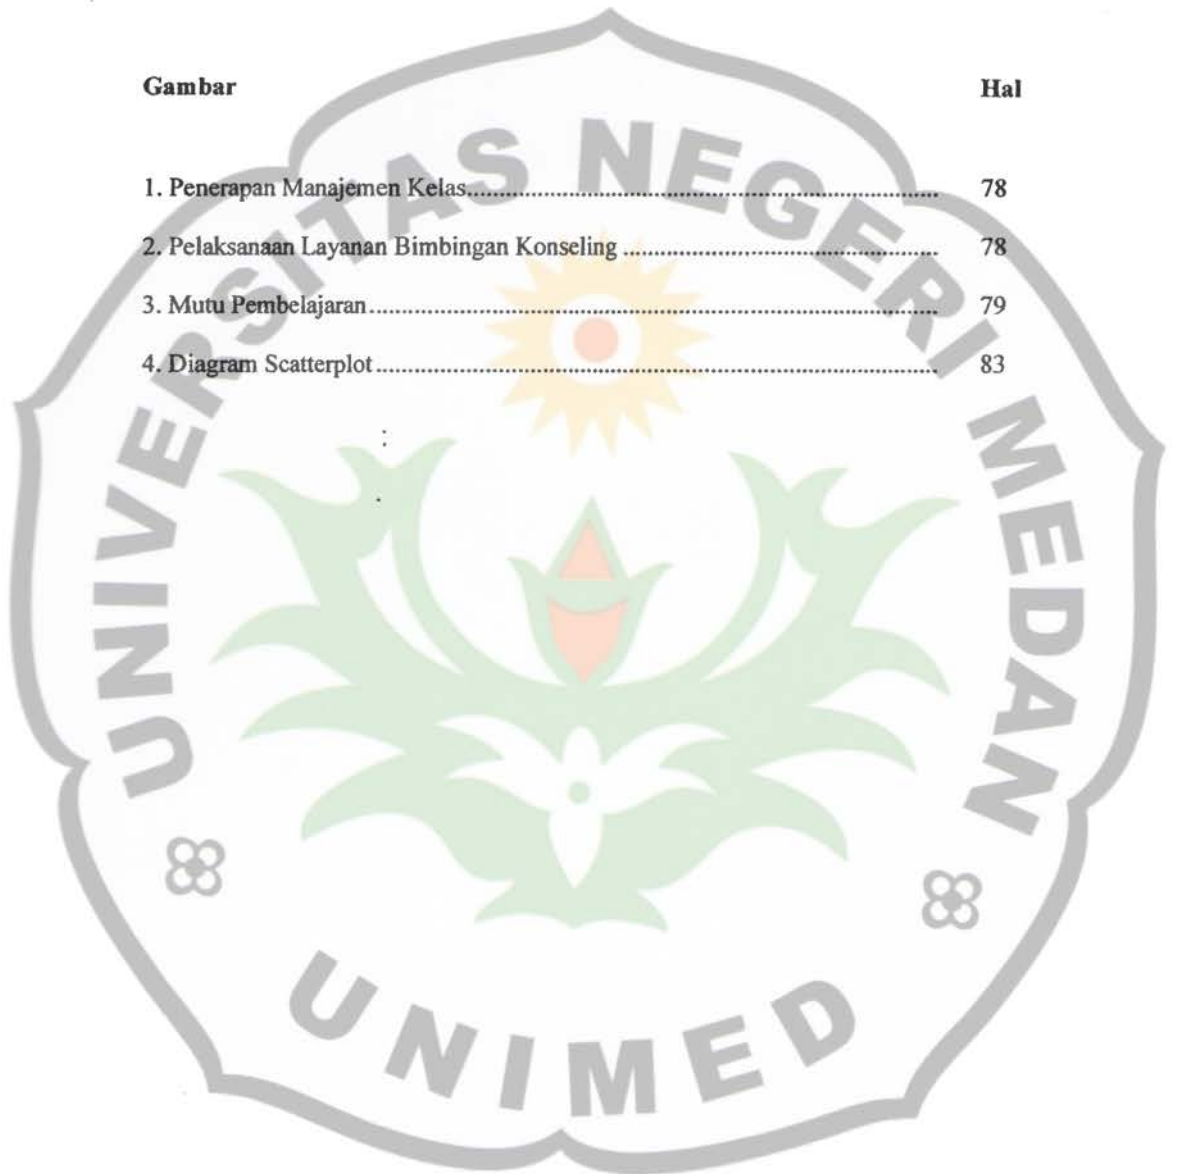 Gambar Hal
1. Penerapan Manajemen Kelas........................................................................ 78
2. Pelaksanaan Layanan Bimbingan Konseling ................................................ 78
3. Mutu Pembelajaran....................................................................................... 79
4. Diagram Scatterplot...................................................................................... 83
UNIVERSITAS NEGERI MEDAN
UNIMED